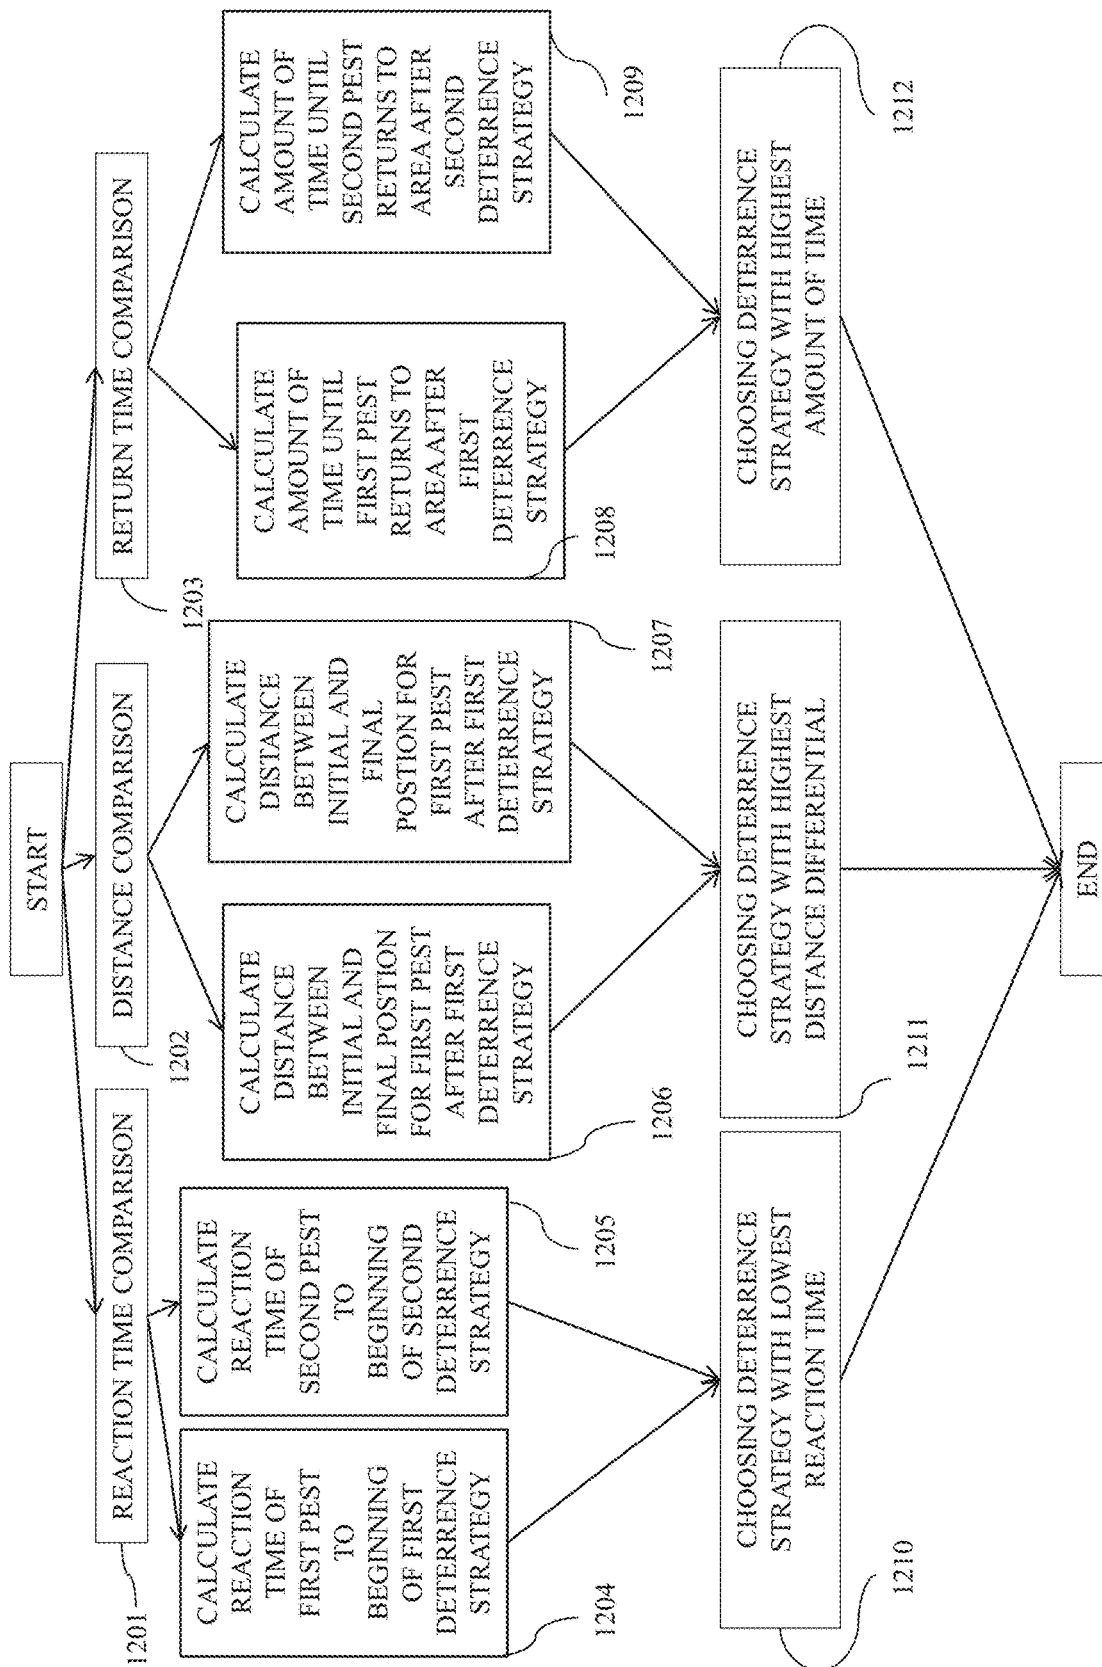 START
REACTION TIME COMPARISON
DISTANCE COMPARISON
RETURN TIME COMPARISON
1201
1202
1203
CALCULATE
REACTION
TIME OF
FIRST PEST
TO
BEGINNING
OF FIRST
DETERRENCE
STRATEGY
1204
CALCULATE
REACTION
TIME OF
SECOND PEST
TO
BEGINNING
OF SECOND
DETERRENCE
STRATEGY
1205
CALCULATE
DISTANCE
BETWEEN
INITIAL AND
FINAL POSTION
FOR FIRST PEST
AFTER FIRST
DETERRENCE
STRATEGY
1206
CALCULATE
DISTANCE
BETWEEN
INITIAL AND
FINAL
POSTION FOR
FIRST PEST
AFTER FIRST
DETERRENCE
STRATEGY
1207
CALCULATE
AMOUNT OF
TIME UNTIL
FIRST PEST
RETURNS TO
AREA AFTER
FIRST
DETERRENCE
STRATEGY
1208
CALCULATE
AMOUNT OF
TIME UNTIL
SECOND PEST
RETURNS TO
AREA AFTER
SECOND
DETERRENCE
STRATEGY
1209
CHOOSING DETERRENCE
STRATEGY WITH LOWEST
REACTION TIME
1210
CHOOSING DETERRENCE
STRATEGY WITH HIGHEST
DISTANCE DIFFERENTIAL
1211
CHOOSING DETERRENCE
STRATEGY WITH HIGHEST
AMOUNT OF TIME
1212
END